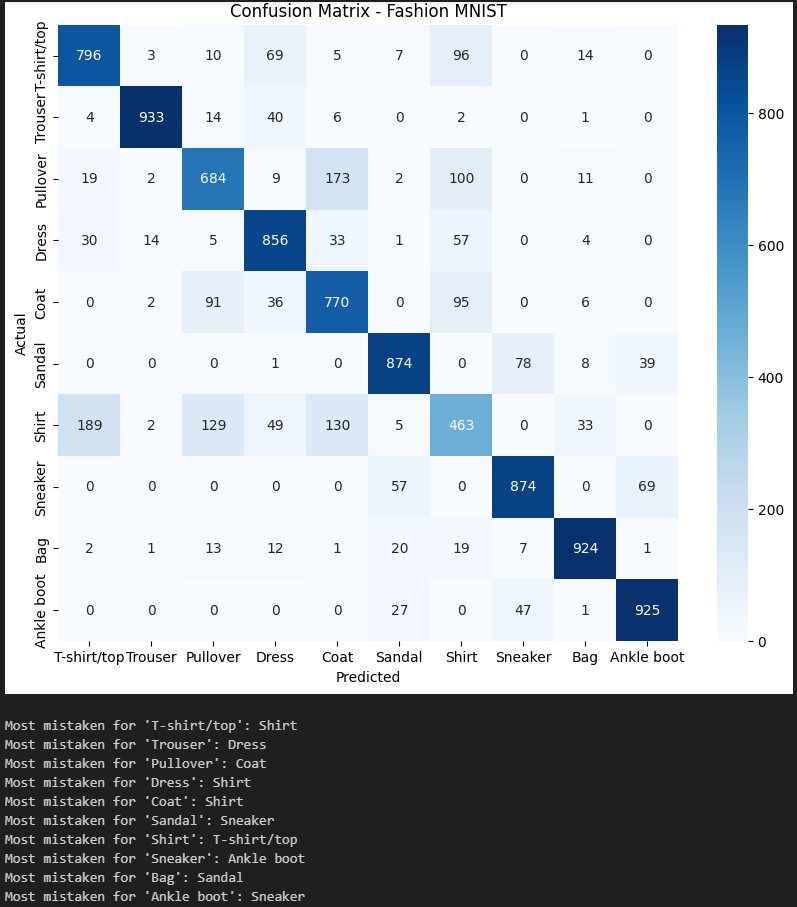 Confusion Matrix - Fashion MNIST
T-shirt/top 796 3 10 69 5 7 96 0 14 0
Trouser 4 933 14 40 6 0 2 0 1 0
Pullover 19 2 684 9 173 2 100 0 11 0
Dress 30 14 5 856 33 1 57 0 4 0
Coat 0 2 91 36 770 0 95 0 6 0
Sandal 0 0 0 1 0 874 0 78 8 39
Shirt 189 2 129 49 130 5 463 0 33 0
Sneaker 0 0 0 0 0 57 0 874 0 69
Bag 2 1 13 12 1 20 19 7 924 1
Ankle boot 0 0 0 0 0 27 0 47 1 925
Actual
T-shirt/top Trouser Pullover Dress Coat Sandal Shirt Sneaker Bag Ankle boot
Predicted
800
600
400
200
0
Most mistaken for 'T-shirt/top': Shirt
Most mistaken for 'Trouser': Dress
Most mistaken for 'Pullover': Coat
Most mistaken for 'Dress': Shirt
Most mistaken for 'Coat': Shirt
Most mistaken for 'Sandal': Sneaker
Most mistaken for 'Shirt': T-shirt/top
Most mistaken for 'Sneaker': Ankle boot
Most mistaken for 'Bag': Sandal
Most mistaken for 'Ankle boot': Sneaker